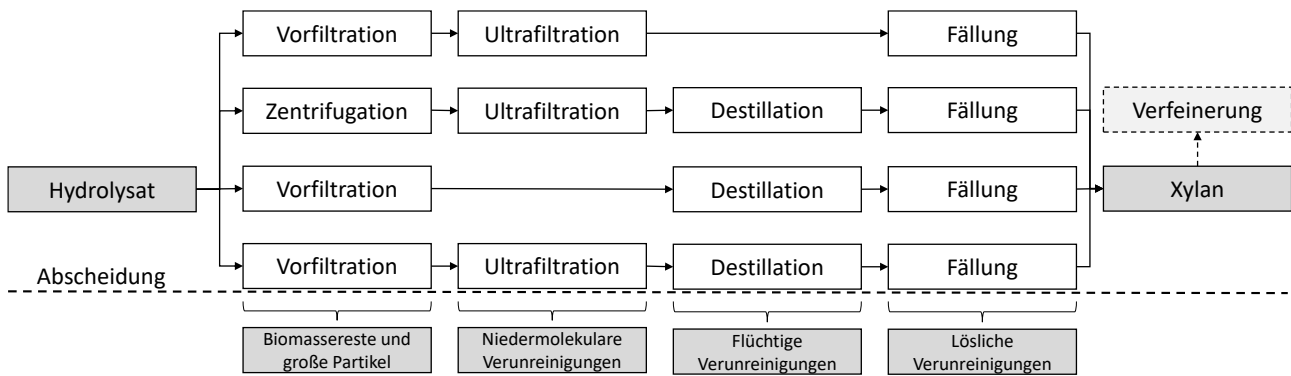 Vorfiltration Ultrafiltration Fällung
Zentrifugation Ultrafiltration Destillation Fällung Verfeinerung
Hydrolysat Vorfiltration Destillation Fällung Xylan
Vorfiltration Ultrafiltration Destillation Fällung
Abscheidung
Biomassereste und
große Partikel
Niedermolekulare
Verunreinigungen
Flüchtige
Verunreinigungen
Lösliche
Verunreinigungen